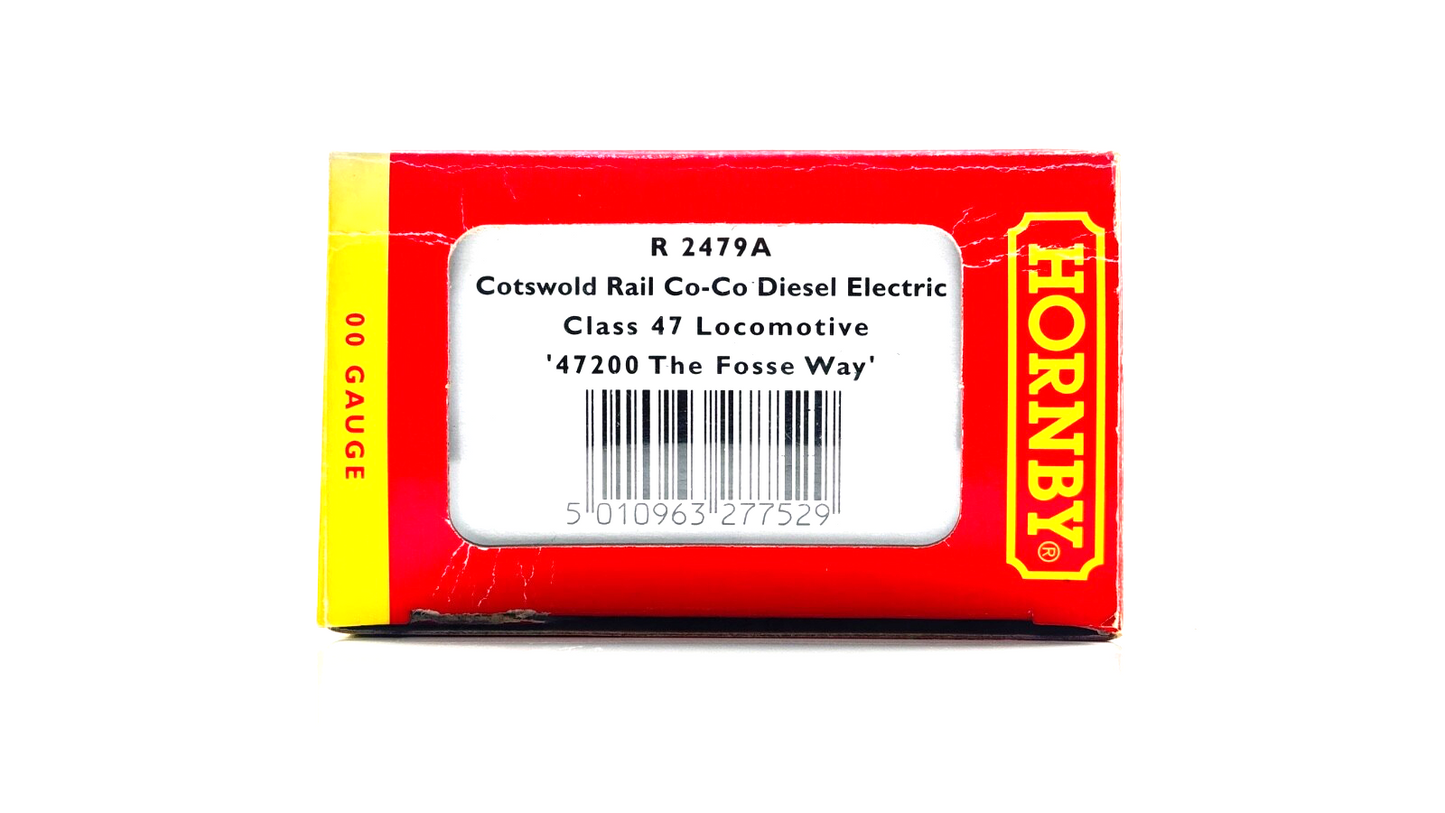 R 2479A
Cotswold Rail Co-Co Diesel Electric
Class 47 Locomotive
'47200 The Fosse Way'
5 010963 277529
00 GAUGE
HORNBY®